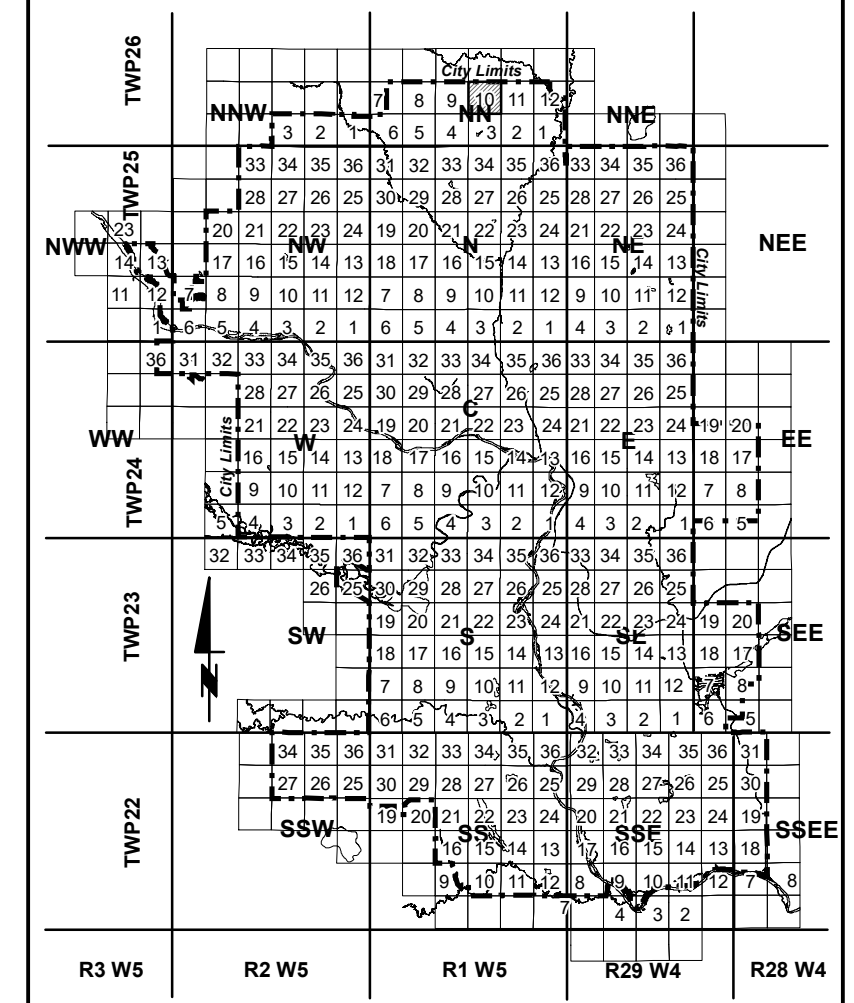 TWP26
City Limits
7 8 9 10 11 12
NNW NN NNE
3 2 1 6 5 4 3 2 1
TWP25
33 34 35 36 31 32 33 34 35 36 33 34 35 36
28 27 26 25 30 29 28 27 26 25 28 27 26 25
23 20 21 22 23 24 19 20 21 22 23 24 21 22 23 24
NWW NW N NE NEE
14 13 17 16 15 14 13 18 17 16 15 14 13 16 15 14 13
City Limits
11 12 7 8 9 10 11 12 7 8 9 10 11 12 9 10 11 12
1 6 5 4 3 2 1 6 5 4 3 2 1 4 3 2 1
36 31 32 33 34 35 36 31 32 33 34 35 36 33 34 35 36
28 27 26 25 30 29 28 27 26 25 28 27 26 25
C
21 22 23 24 19 20 21 22 23 24 21 22 23 24 19 20
WW W E EE
City Limits
16 15 14 13 18 17 16 15 14 13 16 15 14 13 18 17
TWP24
9 10 11 12 7 8 9 10 11 12 9 10 11 12 7 8
5 4 3 2 1 6 5 4 3 2 1 4 3 2 1 6 5
32 33 34 35 36 31 32 33 34 35 36 33 34 35 36
26 25 30 29 28 27 26 25 28 27 26 25
TWP23
19 20 21 22 23 24 21 22 23 24 19 20
SW S SE SEE
18 17 16 15 14 13 16 15 14 13 18 17
7 8 9 10 11 12 9 10 11 12 7 8
N
6 5 4 3 2 1 4 3 2 1 6 5
34 35 36 31 32 33 34 35 36 32 33 34 35 36 31
27 26 25 30 29 28 27 26 25 29 28 27 26 25 30
TWP22
19 20 21 22 23 24 20 21 22 23 24 19
SSW SS SSE SSEE
16 15 14 13 17 16 15 14 13 18
9 10 11 12 8 9 10 11 12 7 8
7 4 3 2
R3 W5 R2 W5 R1 W5 R29 W4 R28 W4